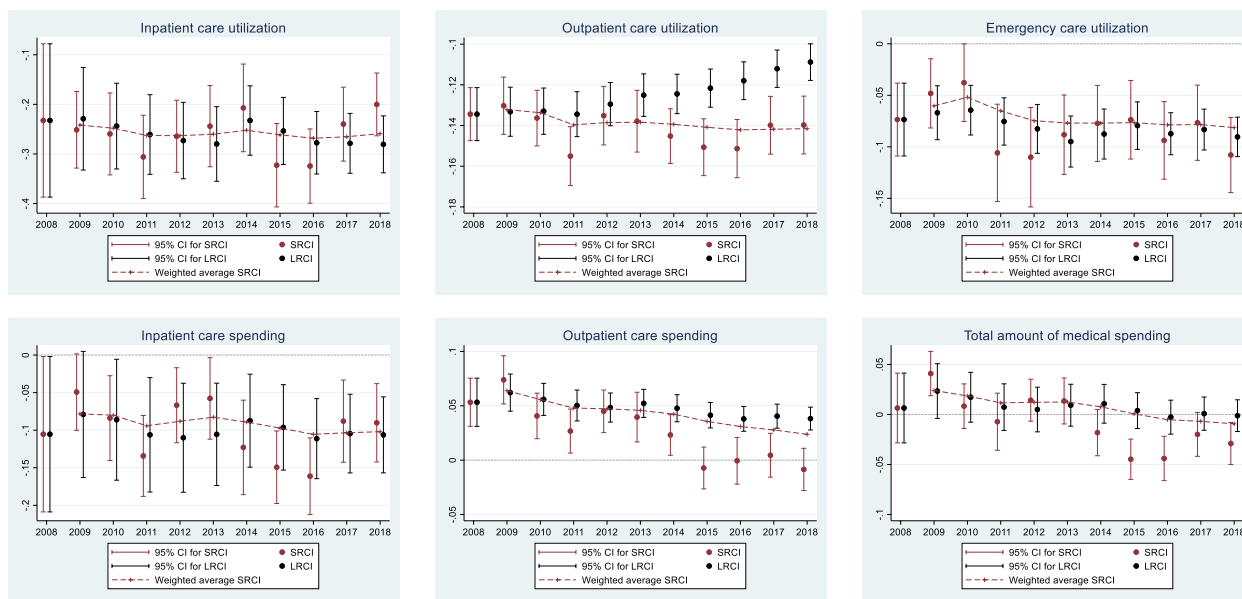 Inpatient care utilization
-.1
-.2
-.3
-.4
2008 2009 2010 2011 2012 2013 2014 2015 2016 2017 2018
95% CI for SRCI SRCI
95% CI for LRCI LRCI
Weighted average SRCI
Outpatient care utilization
-.1
-.12
-.14
-.16
-.18
2008 2009 2010 2011 2012 2013 2014 2015 2016 2017 2018
95% CI for SRCI SRCI
95% CI for LRCI LRCI
Weighted average SRCI
Emergency care utilization
0
-.05
-.1
-.15
2008 2009 2010 2011 2012 2013 2014 2015 2016 2017 2018
95% CI for SRCI SRCI
95% CI for LRCI LRCI
Weighted average SRCI
Inpatient care spending
0
-.05
-.1
-.15
-.2
2008 2009 2010 2011 2012 2013 2014 2015 2016 2017 2018
95% CI for SRCI SRCI
95% CI for LRCI LRCI
Weighted average SRCI
Outpatient care spending
.1
.05
0
-.05
2008 2009 2010 2011 2012 2013 2014 2015 2016 2017 2018
95% CI for SRCI SRCI
95% CI for LRCI LRCI
Weighted average SRCI
Total amount of medical spending
.05
0
-.05
-.1
2008 2009 2010 2011 2012 2013 2014 2015 2016 2017 2018
95% CI for SRCI SRCI
95% CI for LRCI LRCI
Weighted average SRCI